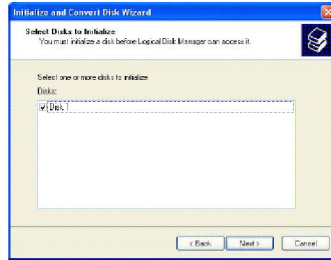 Initialize and Convert Disk Wizard
Select Disks to Initialize
You must initialize a disk before Logical Disk Manager can access it.
Select one or more disks to initialize
Disks:
Disk 1
< Back
Next >
Cancel